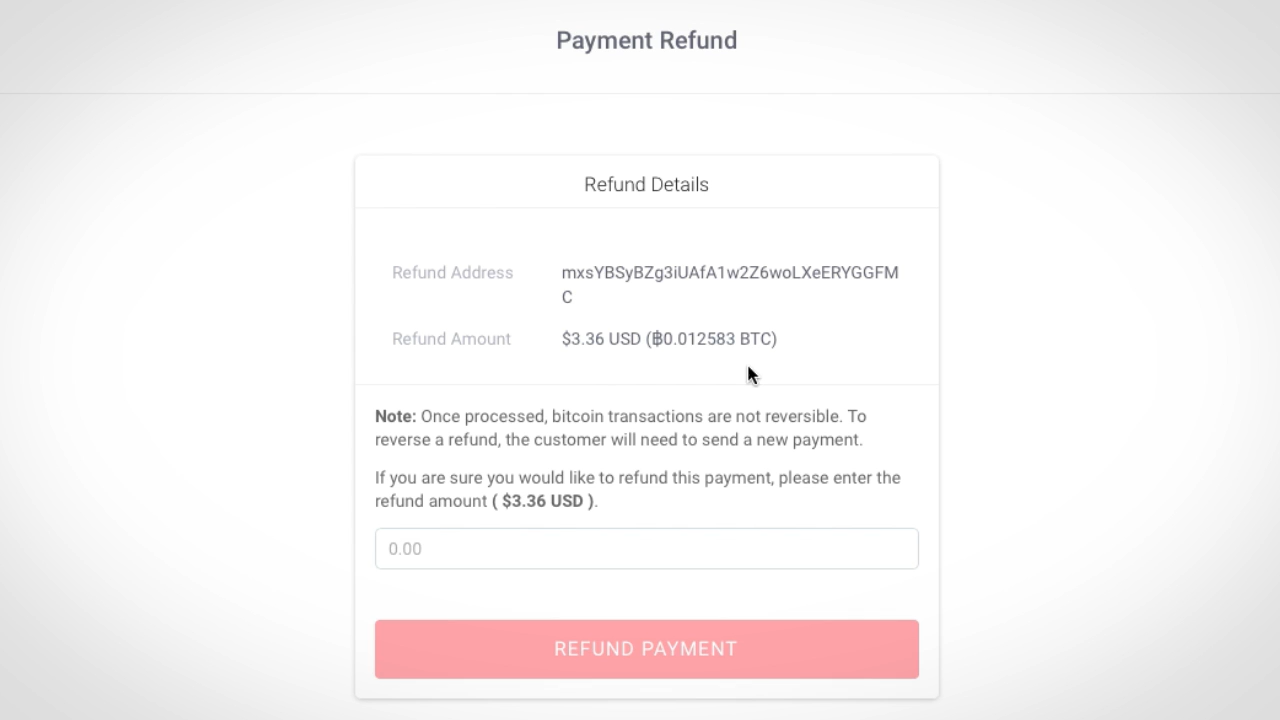 Payment Refund
Refund Details
Refund Address
mxsYBSyBZg3iUAfA1w2Z6woLXeERYGGFM
C
Refund Amount
$3.36 USD (฿0.012583 BTC)
Note: Once processed, bitcoin transactions are not reversible. To
reverse a refund, the customer will need to send a new payment.
If you are sure you would like to refund this payment, please enter the
refund amount ( $3.36 USD ).
0.00
REFUND PAYMENT